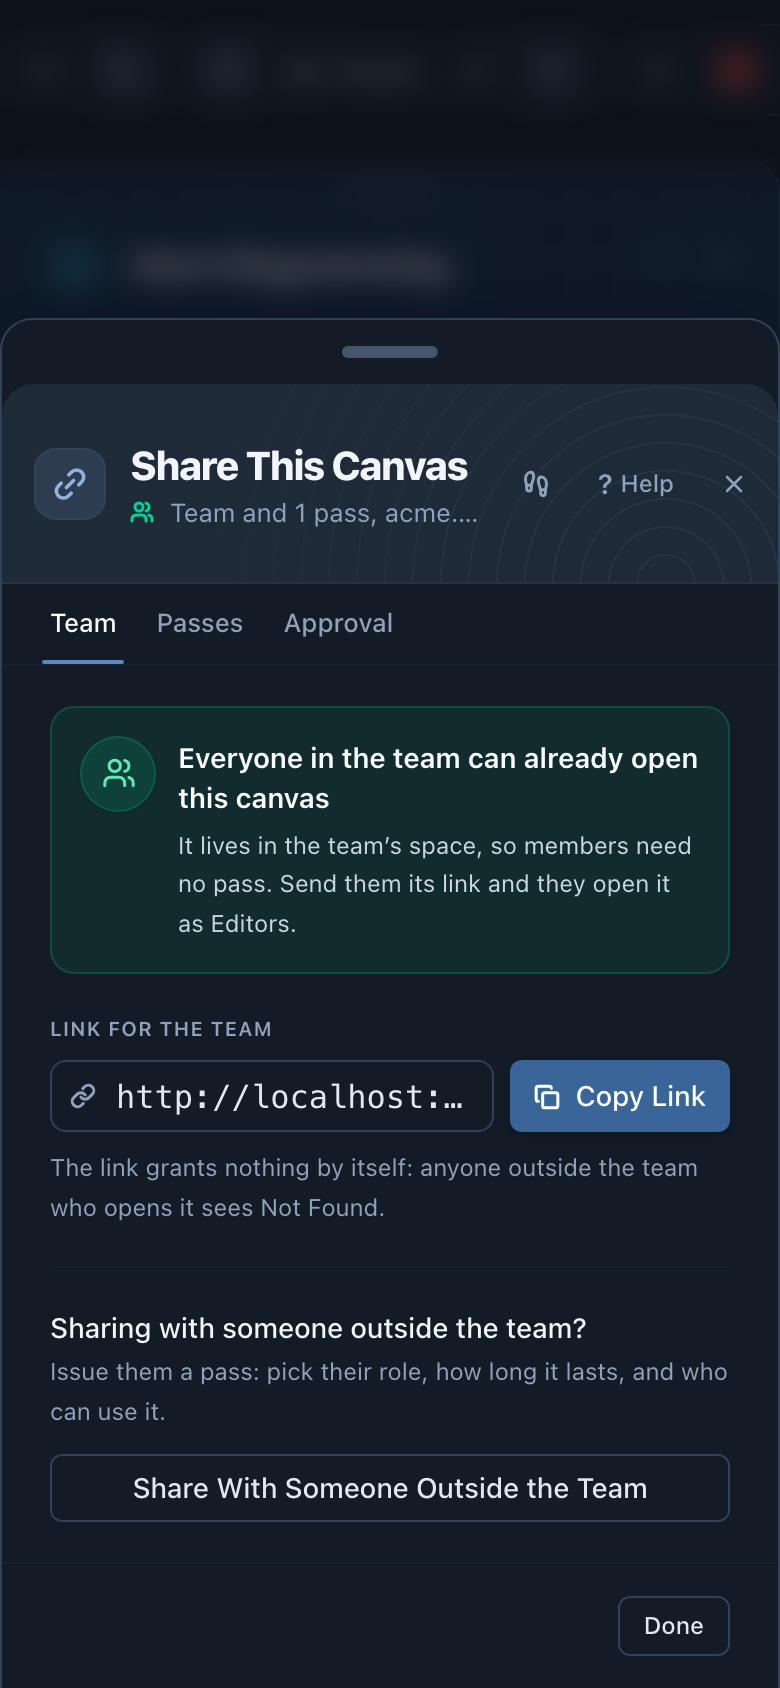 Share This Canvas
Team and 1 pass, acme....
? Help
Team
Passes
Approval
Everyone in the team can already open
this canvas
It lives in the team’s space, so members need
no pass. Send them its link and they open it
as Editors.
LINK FOR THE TEAM
http://localhost:…
Copy Link
The link grants nothing by itself: anyone outside the team
who opens it sees Not Found.
Sharing with someone outside the team?
Issue them a pass: pick their role, how long it lasts, and who
can use it.
Share With Someone Outside the Team
Done